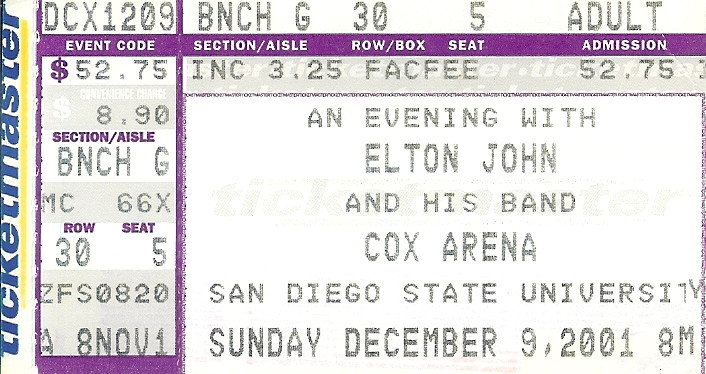 ticketmaster
DCX1209 BNCH G 30 5 ADULT
EVENT CODE SECTION/AISLE ROW/BOX SEAT ADMISSION
$ 52.75 INC 3.25 FACFEE 52.75
CONVENIENCE CHARGE
$ 8.90
SECTION/AISLE
BNCH G
MC 66X
ROW SEAT
30 5
ZFS0820
A 8NOV1
AN EVENING WITH
ELTON JOHN
AND HIS BAND
COX ARENA
SAN DIEGO STATE UNIVERSITY
SUNDAY DECEMBER 9,2001 8M
ticketmaster